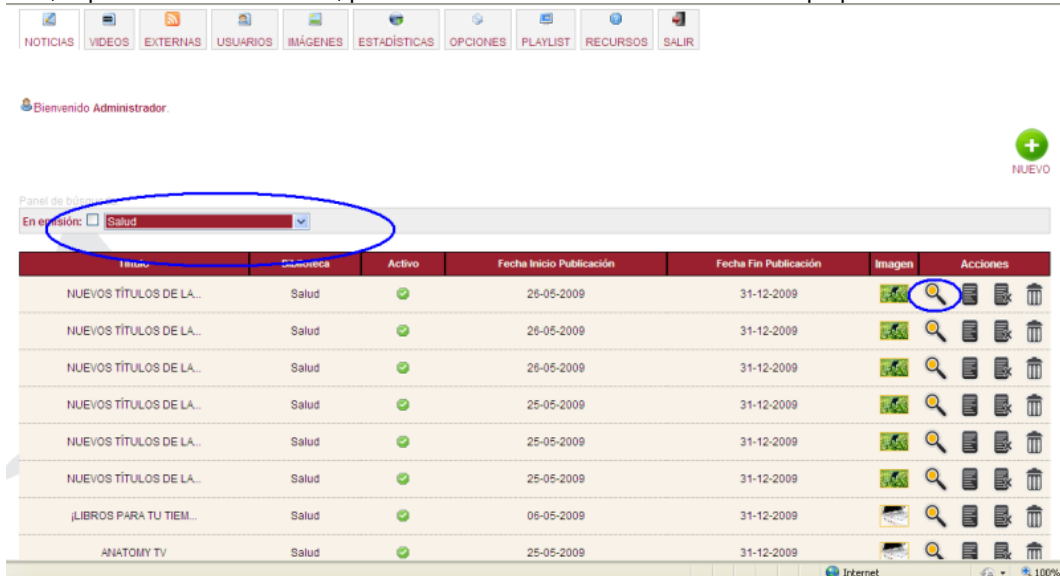 NOTICIAS VIDEOS EXTERNAS USUARIOS IMÁGENES ESTADÍSTICAS OPCIONES PLAYLIST RECURSOS SALIR
Bienvenido Administrador.
NUEVO
Panel de
En emisión: Salud
Título Biblioteca Activo Fecha Inicio Publicación Fecha Fin Publicación Imagen Acciones
NUEVOS TÍTULOS DE LA... Salud 26-05-2009 31-12-2009
NUEVOS TÍTULOS DE LA... Salud 26-05-2009 31-12-2009
NUEVOS TÍTULOS DE LA... Salud 26-05-2009 31-12-2009
NUEVOS TÍTULOS DE LA... Salud 25-05-2009 31-12-2009
NUEVOS TÍTULOS DE LA... Salud 25-05-2009 31-12-2009
NUEVOS TÍTULOS DE LA... Salud 25-05-2009 31-12-2009
¡LIBROS PARA TU TIEM... Salud 06-05-2009 31-12-2009
ANATOMY TV Salud 25-05-2009 31-12-2009
Internet 100%